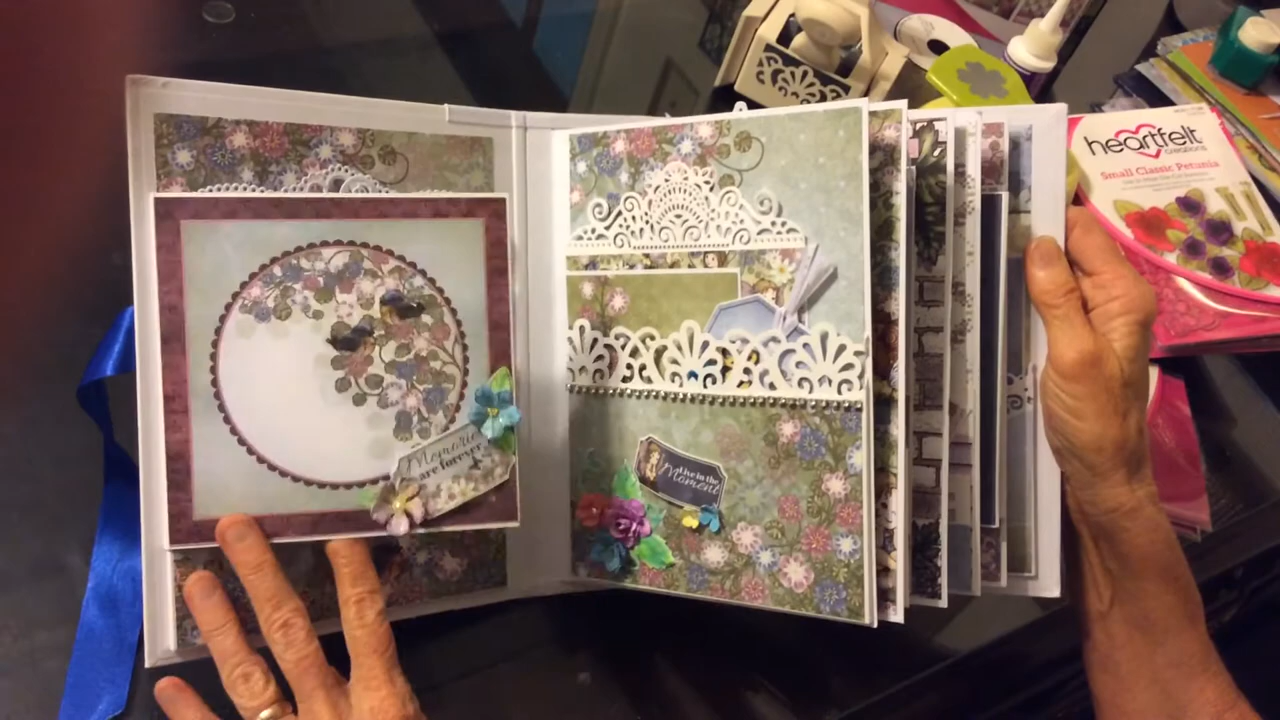 Memories
are forever
Live in the
Moment
heartfelt
creations
Small Classic Petunia